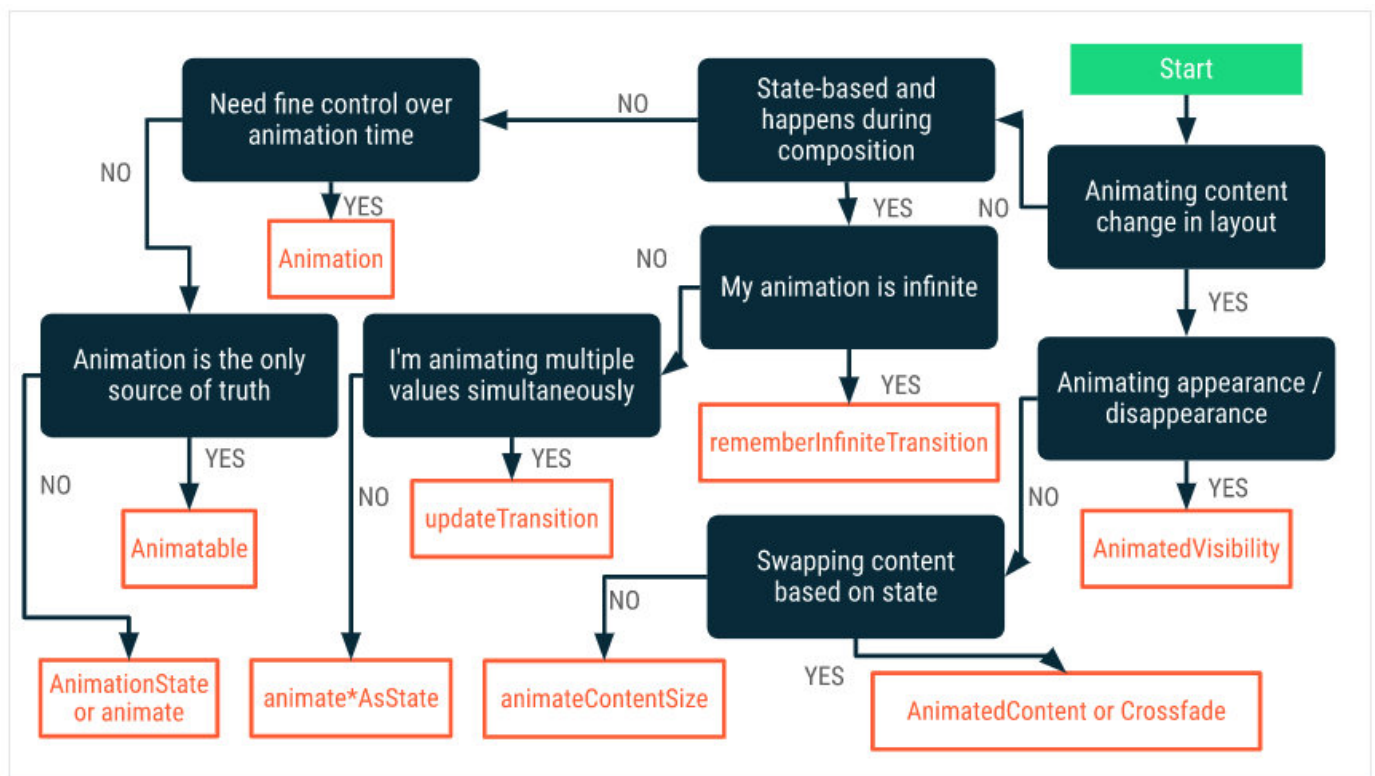 Start
Need fine control over
animation time
State-based and
happens during
composition
NO
NO
YES
Animating content
change in layout
YES
NO
Animation
My animation is infinite
NO
YES
Animation is the only
source of truth
I'm animating multiple
values simultaneously
Animating appearance /
disappearance
YES
rememberInfiniteTransition
YES
YES
NO
NO
NO
YES
Animatable
updateTransition
AnimatedVisibility
Swapping content
based on state
NO
YES
AnimationState
or animate
animate*AsState
animateContentSize
AnimatedContent or Crossfade